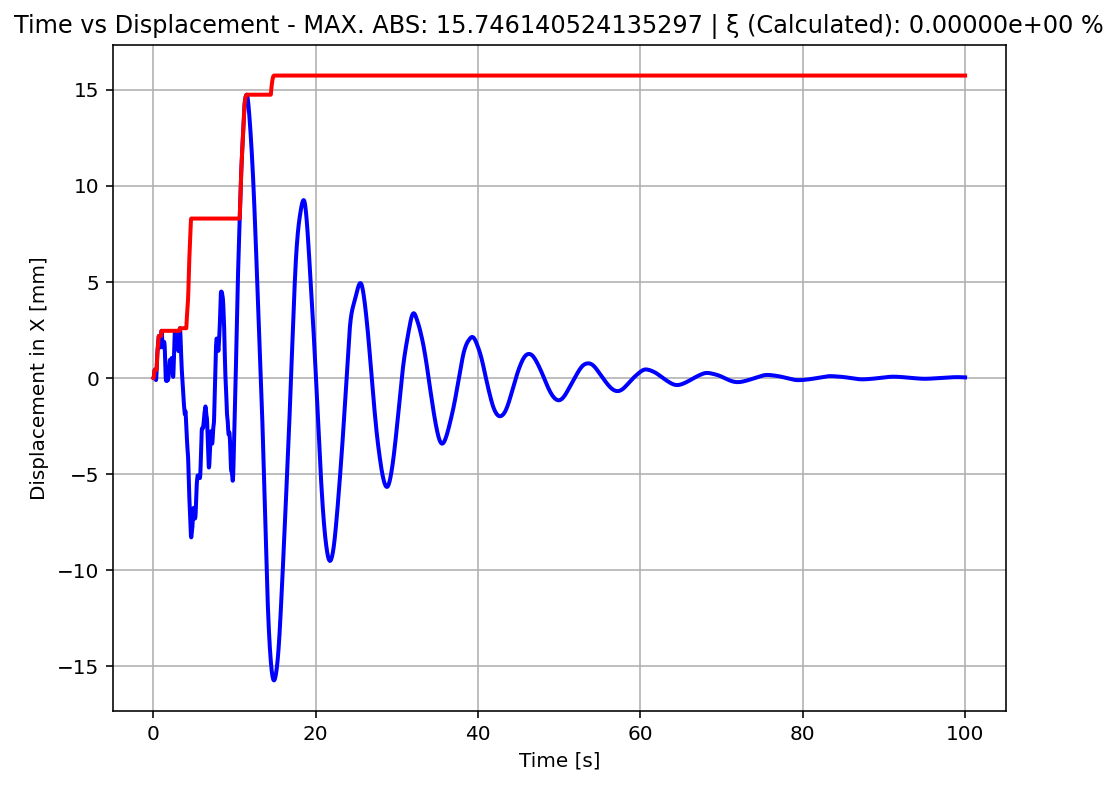 Time vs Displacement - MAX. ABS: 15.746140524135297 | ξ (Calculated): 0.00000e+00 %
15
10
5
0
−5
−10
−15
Displacement in X [mm]
0 20 40 60 80 100
Time [s]